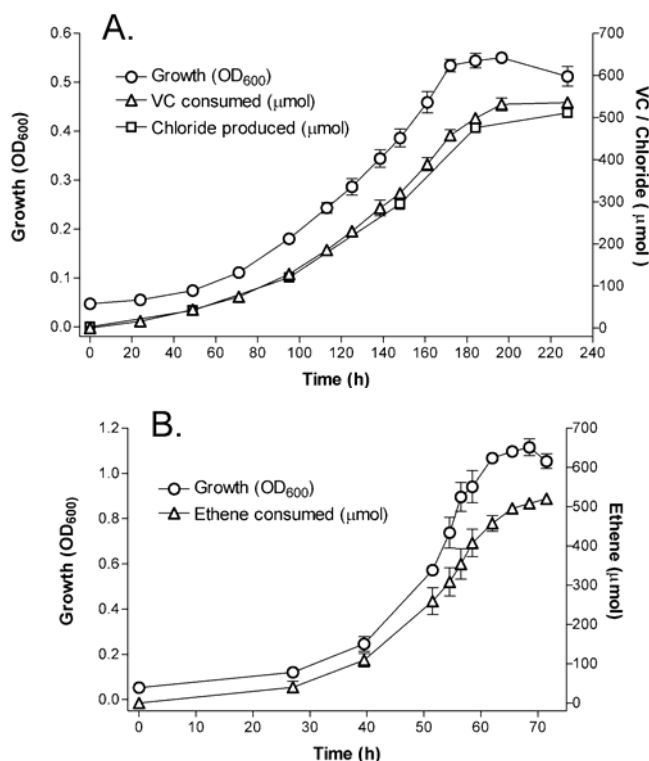 A.
0.6
0.5
0.4
0.3
0.2
0.1
0.0
Growth (OD600)
Growth (OD600)
VC consumed (μmol)
Chloride produced (μmol)
700
600
500
400
300
200
100
0
VC / Chloride ( μmol)
0 20 40 60 80 100 120 140 160 180 200 220 240
Time (h)
B.
1.2
1.0
0.8
0.6
0.4
0.2
0.0
Growth (OD600)
Growth (OD600)
Ethene consumed (μmol)
700
600
500
400
300
200
100
0
Ethene (μmol)
0 10 20 30 40 50 60 70
Time (h)